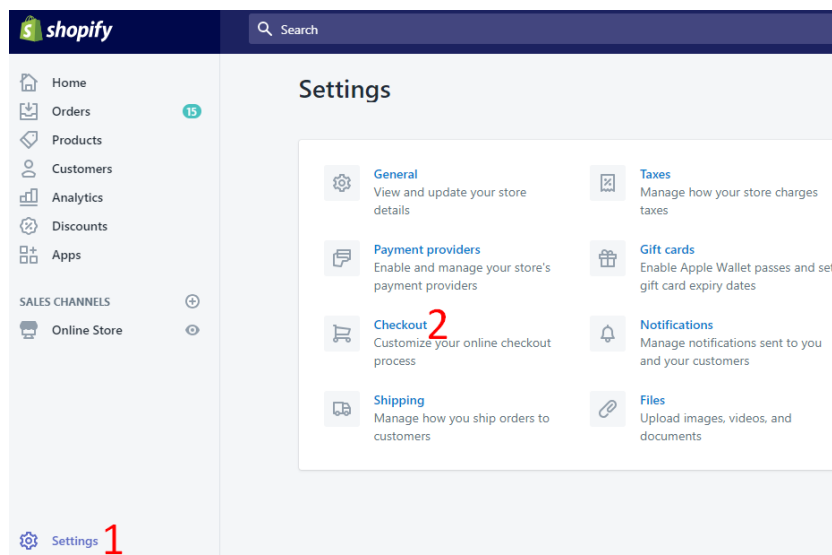 shopify
Search
Home
Orders 15
Products
Customers
Analytics
Discounts
Apps
SALES CHANNELS
Online Store
Settings 1
Settings
General
View and update your store
details
Payment providers
Enable and manage your store's
payment providers
Checkout 2
Customize your online checkout
process
Shipping
Manage how you ship orders to
customers
Taxes
Manage how your store charges
taxes
Gift cards
Enable Apple Wallet passes and set
gift card expiry dates
Notifications
Manage notifications sent to you
and your customers
Files
Upload images, videos, and
documents